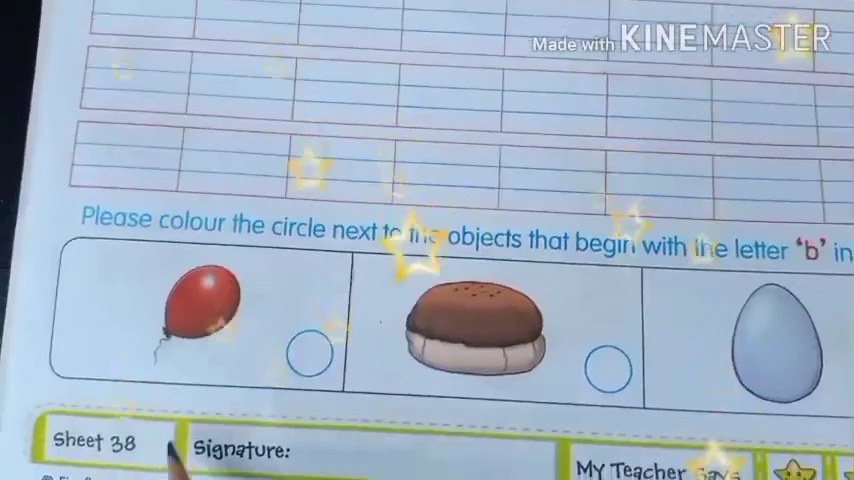 Made with KINEMASTER
Please colour the circle next to the objects that begin with the letter 'b' in
Sheet 38
Signature:
My Teacher Says